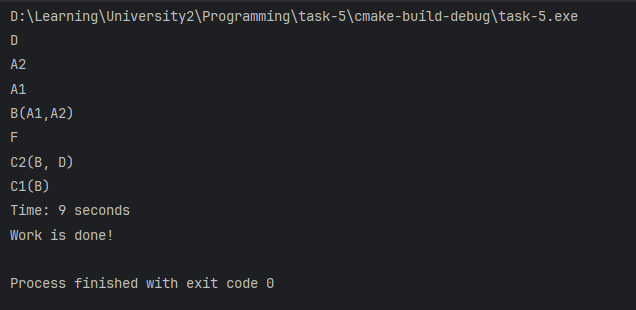 D:\Learning\University2\Programming\task-5\cmake-build-debug\task-5.exe
D
A2
A1
B(A1,A2)
F
C2(B, D)
C1(B)
Time: 9 seconds
Work is done!
Process finished with exit code 0